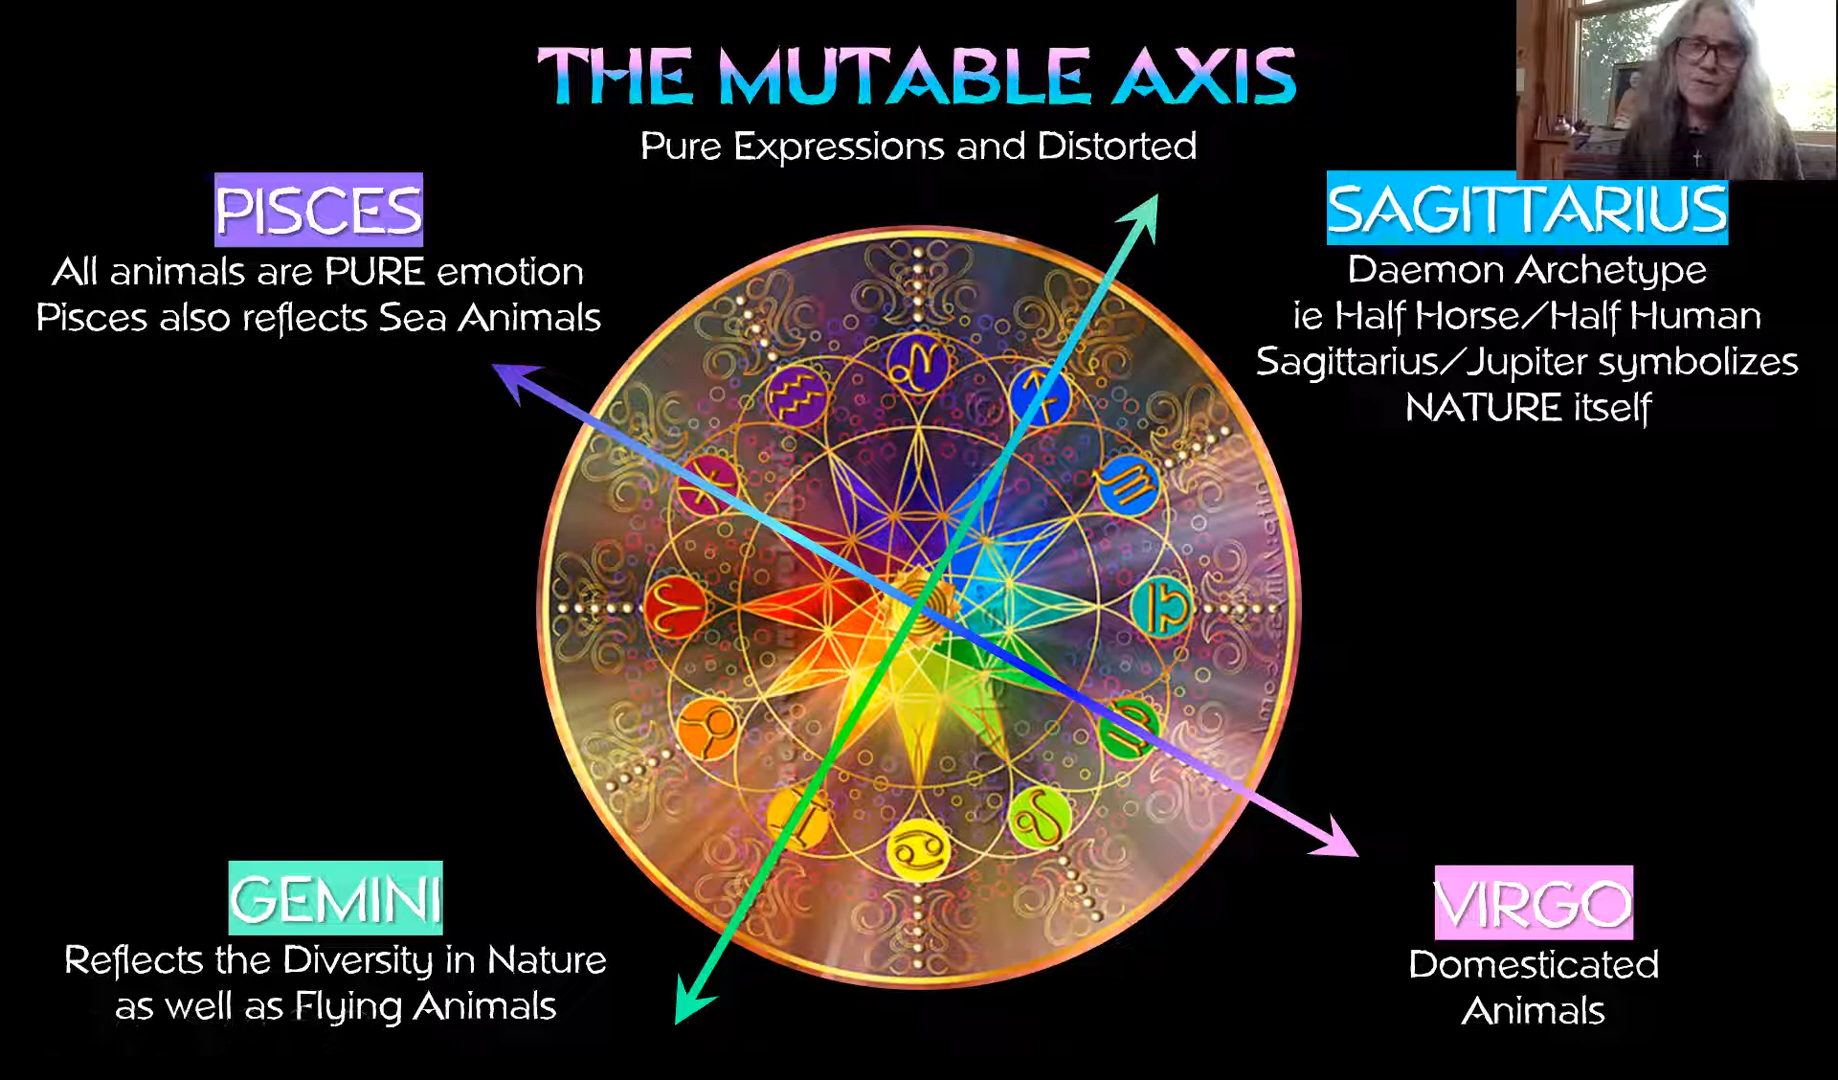 THE MUTABLE AXIS
Pure Expressions and Distorted
PISCES
All animals are PURE emotion
Pisces also reflects Sea Animals
SAGITTARIUS
Daemon Archetype
ie Half Horse/Half Human
Sagittarius/Jupiter symbolizes
NATURE itself
GEMINI
Reflects the Diversity in Nature
as well as Flying Animals
VIRGO
Domesticated
Animals